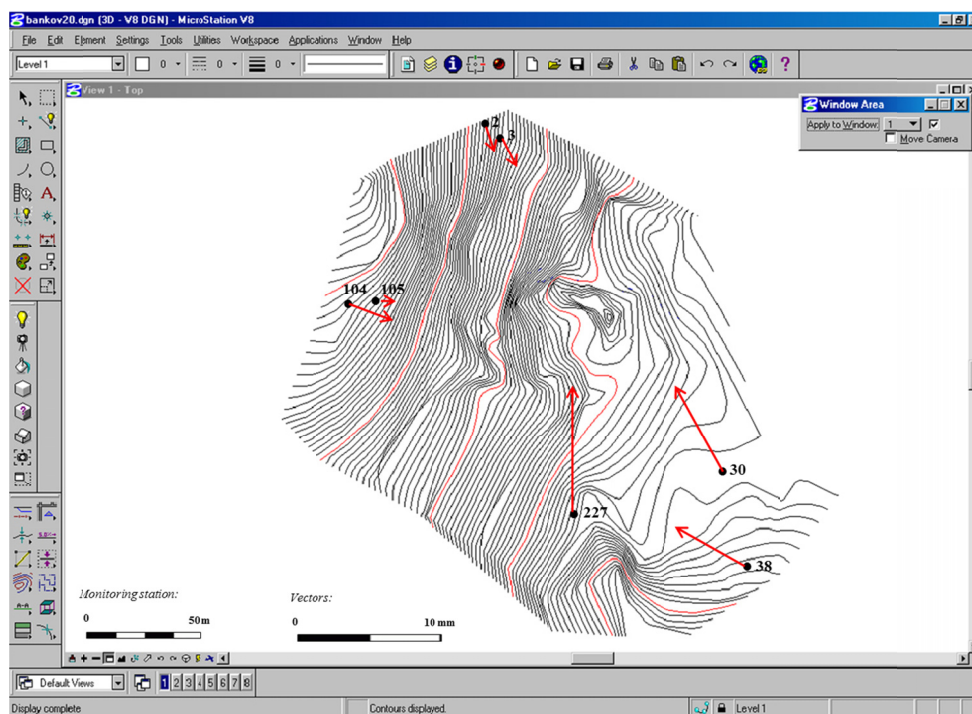 bankov20.dgn (3D - V8 DGN) - MicroStation V8
File Edit Element Settings Tools Utilities Workspace Applications Window Help
Level 1 0 0 0
View 1 - Top
Window Area
Apply to Window: 1
Move Camera
2
3
104 105
30
227
38
Monitoring station:
0 50m
Vectors:
0 10 mm
Default Views 1 2 3 4 5 6 7 8
Display complete Contours displayed. Level 1